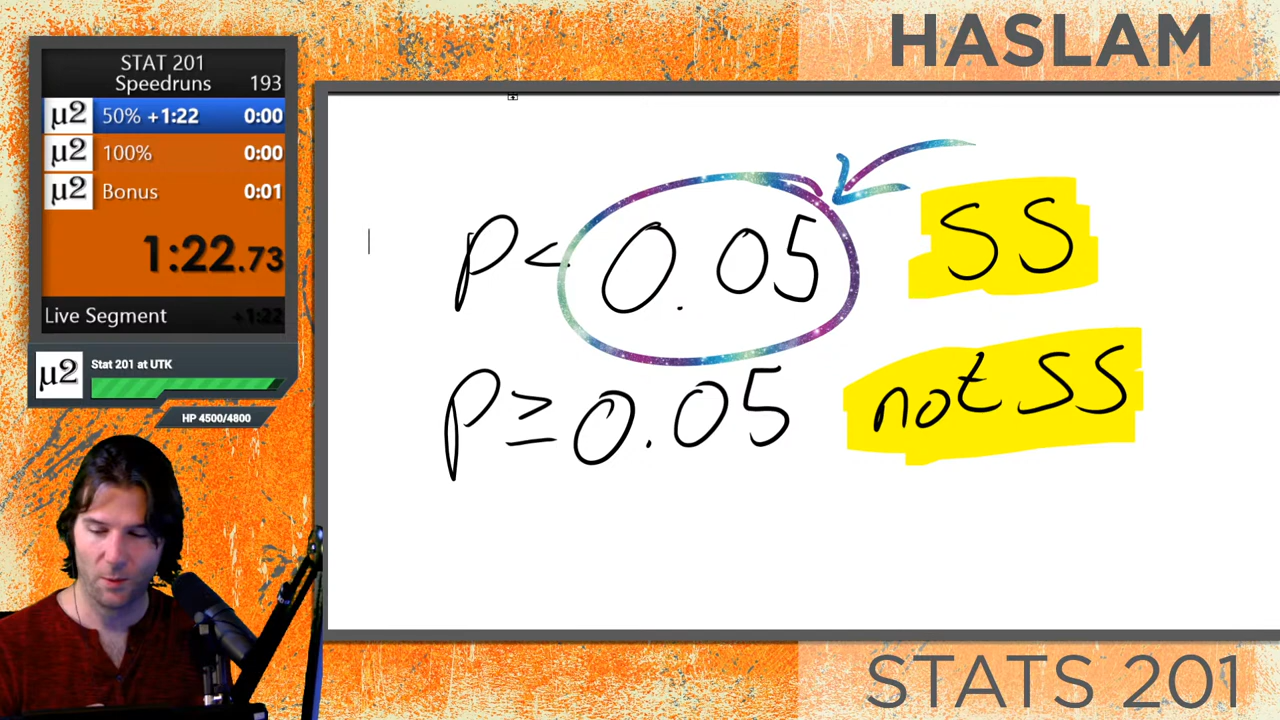 HASLAM
STAT 201
Speedruns 193
μ2 50% +1:22 0:00
μ2 100% 0:00
μ2 Bonus 0:01
1:22.73
Live Segment +1:22
μ2 Stat 201 at UTK
HP 4500/4800
P < 0.05 SS
P ≥ 0.05 not SS
STATS 201